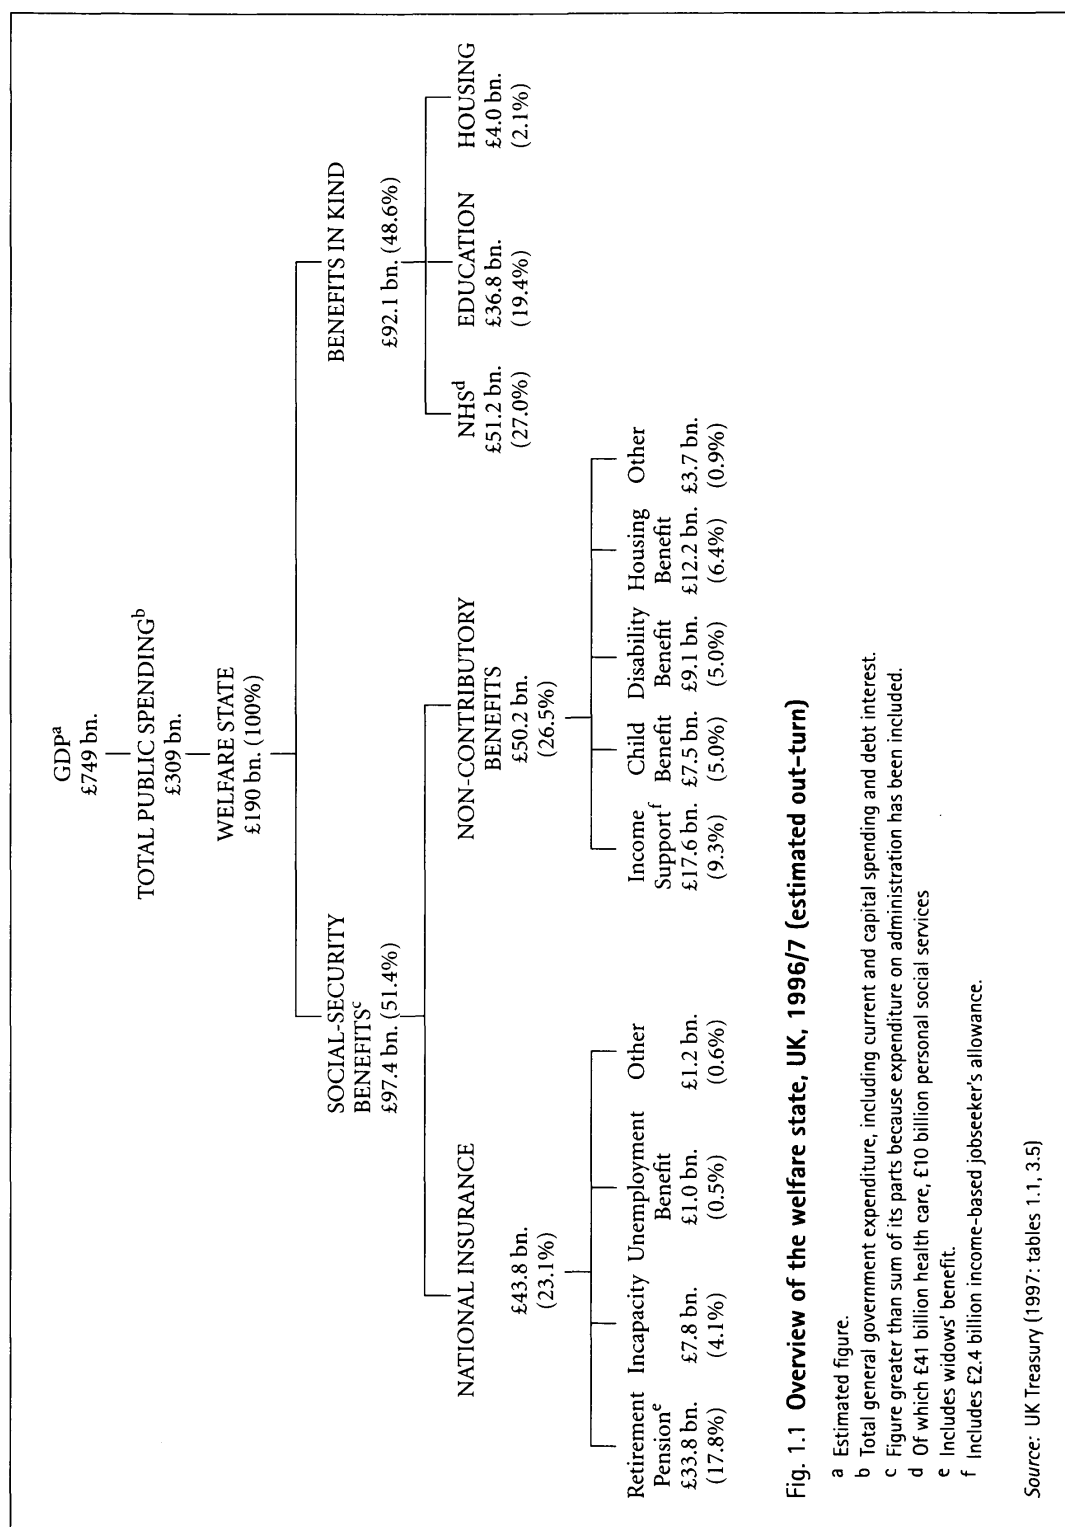 GDPa
£749 bn.
TOTAL PUBLIC SPENDINGb
£309 bn.
WELFARE STATE
£190 bn. (100%)
SOCIAL-SECURITY
BENEFITSc
£97.4 bn. (51.4%)
BENEFITS IN KIND
£92.1 bn. (48.6%)
NATIONAL INSURANCE
£43.8 bn.
(23.1%)
NON-CONTRIBUTORY
BENEFITS
£50.2 bn.
(26.5%)
NHSd
£51.2 bn.
(27.0%)
EDUCATION
£36.8 bn.
(19.4%)
HOUSING
£4.0 bn.
(2.1%)
Retirement
Pensione
£33.8 bn.
(17.8%)
Incapacity
£7.8 bn.
(4.1%)
Unemployment
Benefit
£1.0 bn.
(0.5%)
Other
£1.2 bn.
(0.6%)
Income
Supportf
£17.6 bn.
(9.3%)
Child
Benefit
£7.5 bn.
(5.0%)
Disability
Benefit
£9.1 bn.
(5.0%)
Housing
Benefit
£12.2 bn.
(6.4%)
Other
£3.7 bn.
(0.9%)
Fig. 1.1 Overview of the welfare state, UK, 1996/7 (estimated out-turn)
a Estimated figure.
b Total general government expenditure, including current and capital spending and debt interest.
c Figure greater than sum of its parts because expenditure on administration has been included.
d Of which £41 billion health care, £10 billion personal social services
e Includes widows' benefit.
f Includes £2.4 billion income-based jobseeker's allowance.
Source: UK Treasury (1997: tables 1.1, 3.5)